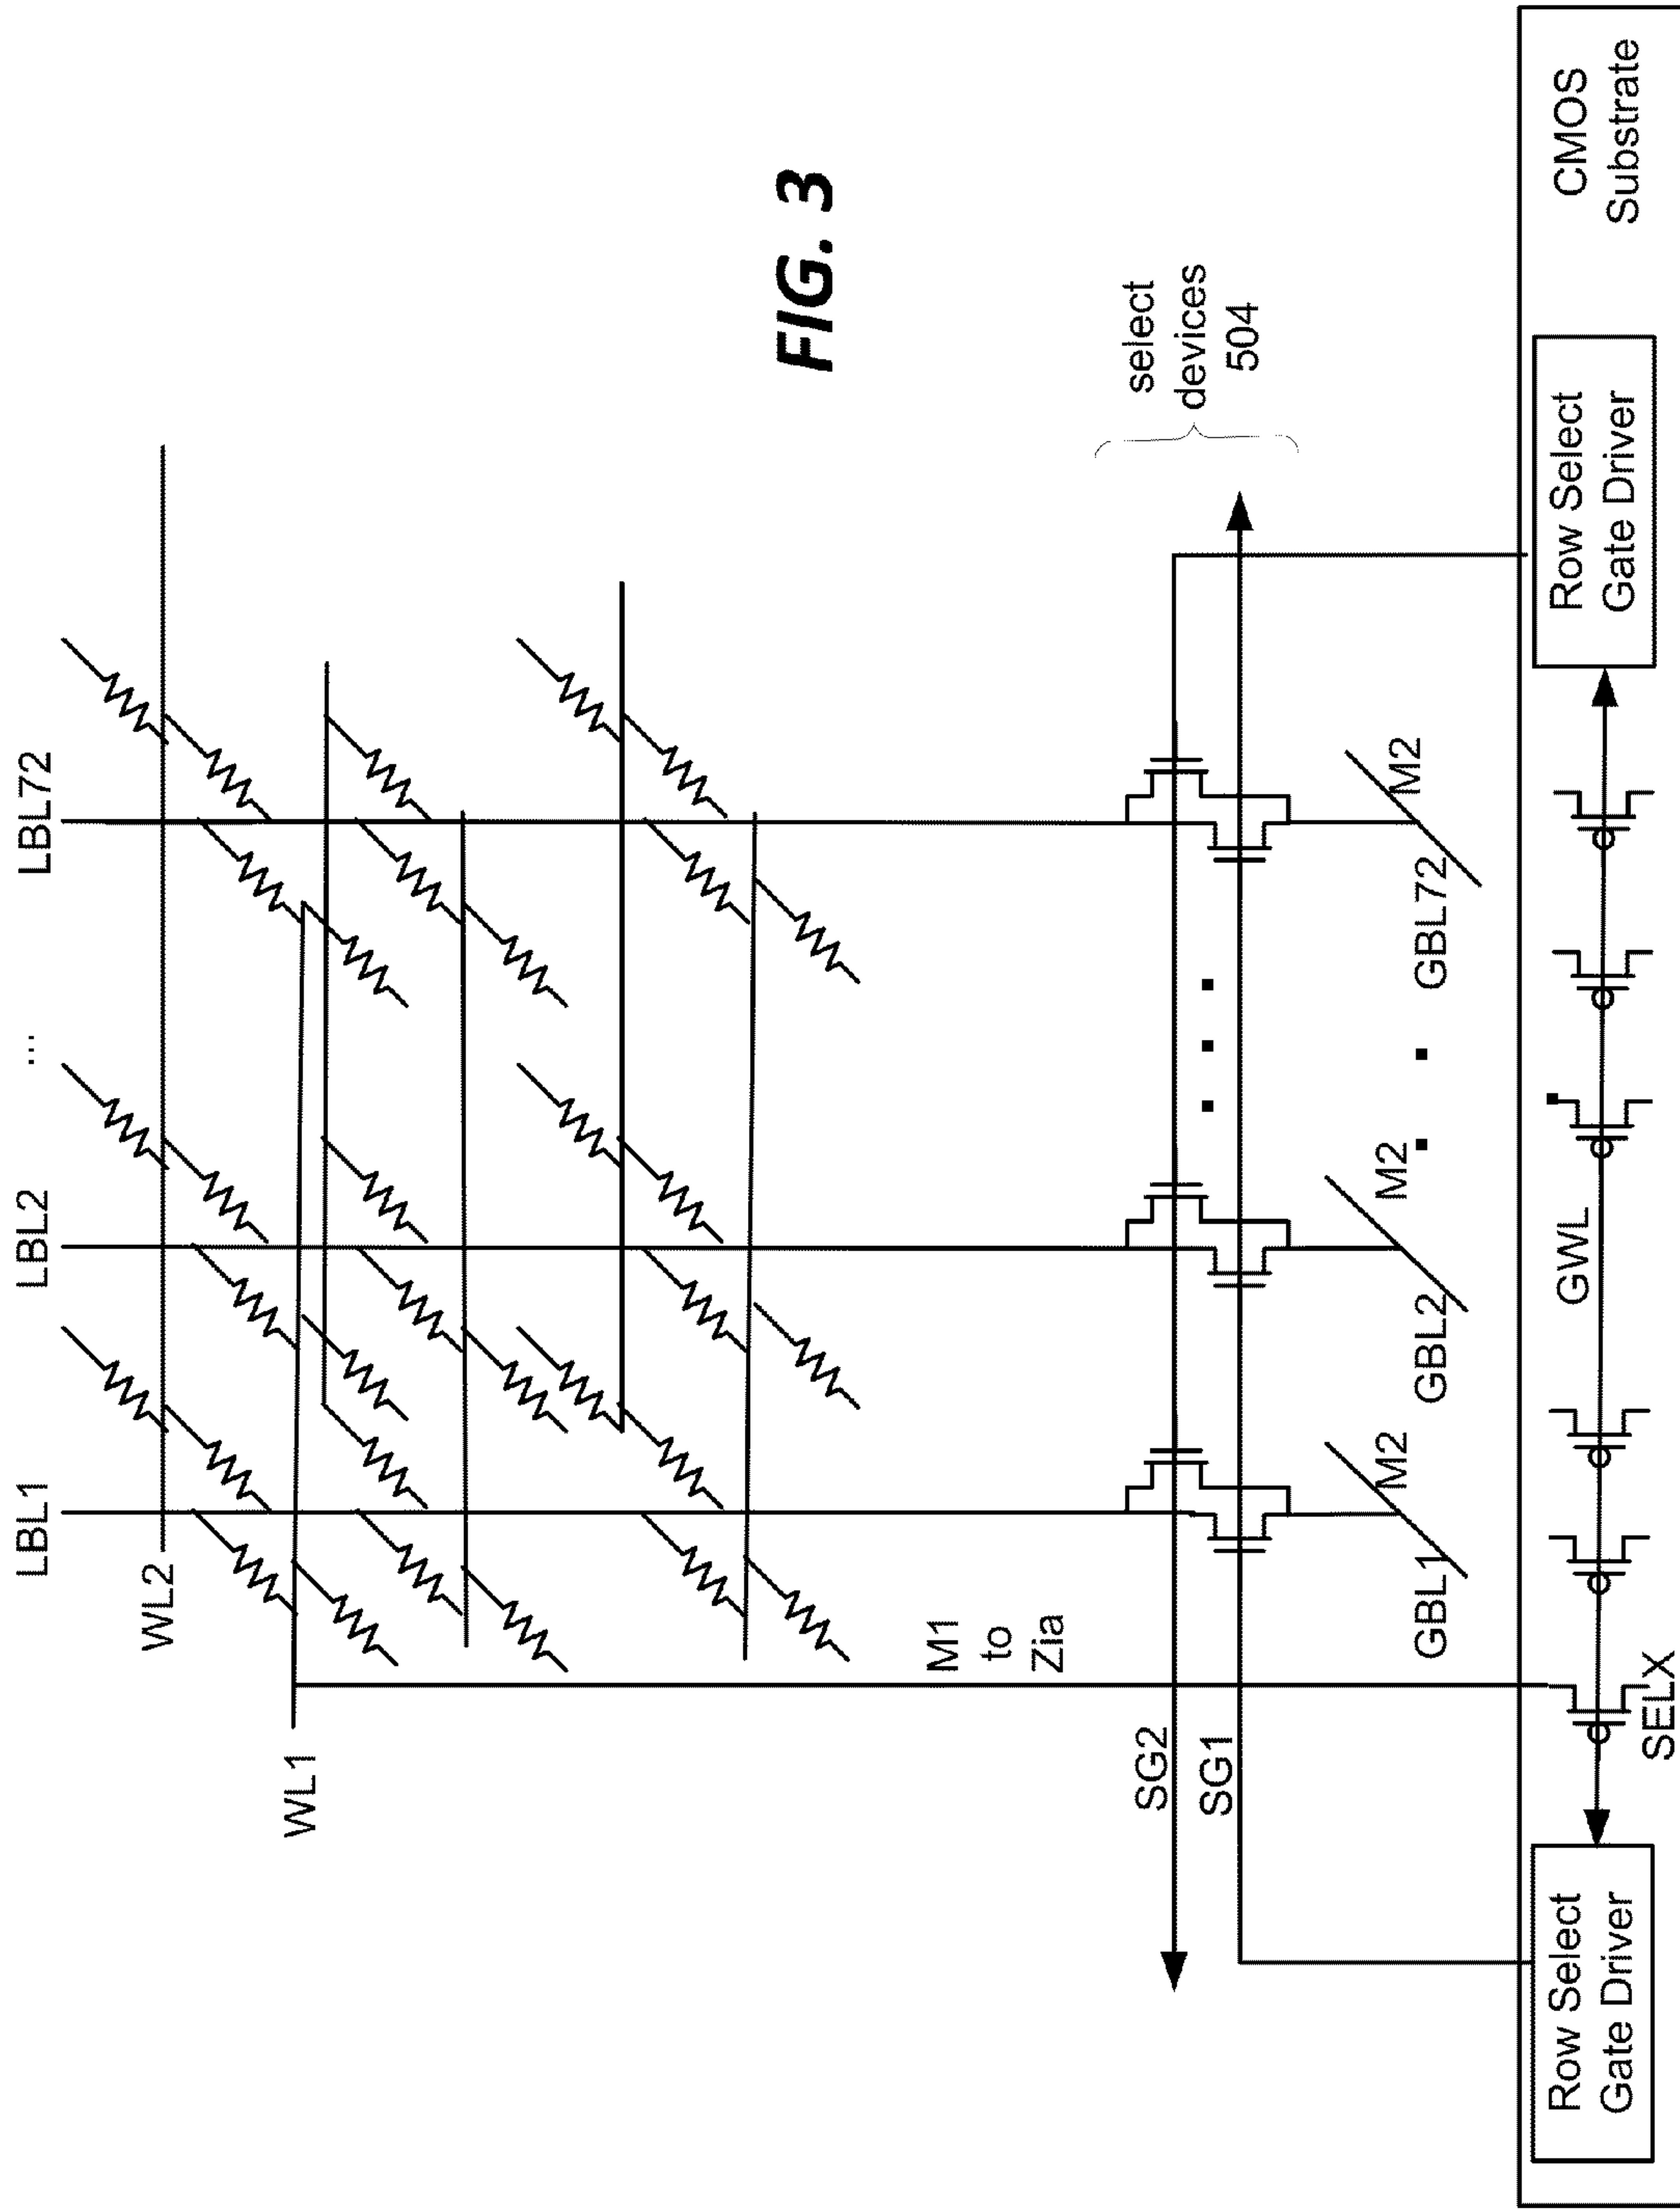 LBL1
LBL2
...
LBL72
WL2
WL1
FIG. 3
M1
to
Zia
SG2
SG1
select
devices
504
M2
M2
M2
GBL1
GBL2
GBL72
GWL
SELX
Row Select
Gate Driver
Row Select
Gate Driver
CMOS
Substrate